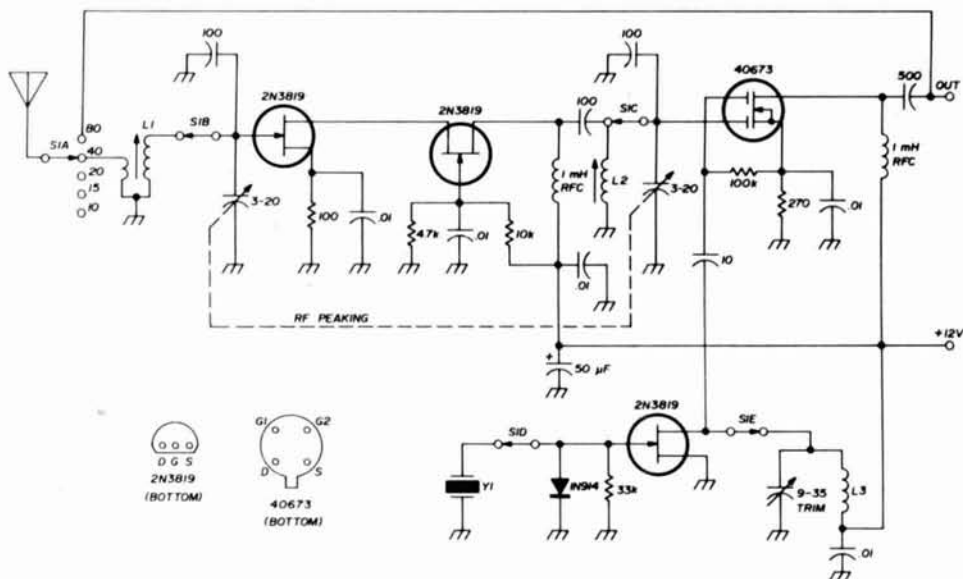 100
100
40673
500
OUT
2N3819
2N3819
80
L1
S1B
100
S1C
S1A
40
20
15
10
1 mH
RFC
L2
1 mH
RFC
3-20
3-20
100k
100
.01
4.7k
.01
10k
270
.01
.01
10
RF PEAKING
+12V
+
50 µF
2N3819
G1
G2
S1D
S1E
D G S
D
S
2N3819
(BOTTOM)
40673
(BOTTOM)
Y1
1N914
33k
9-35
TRIM
L3
.01